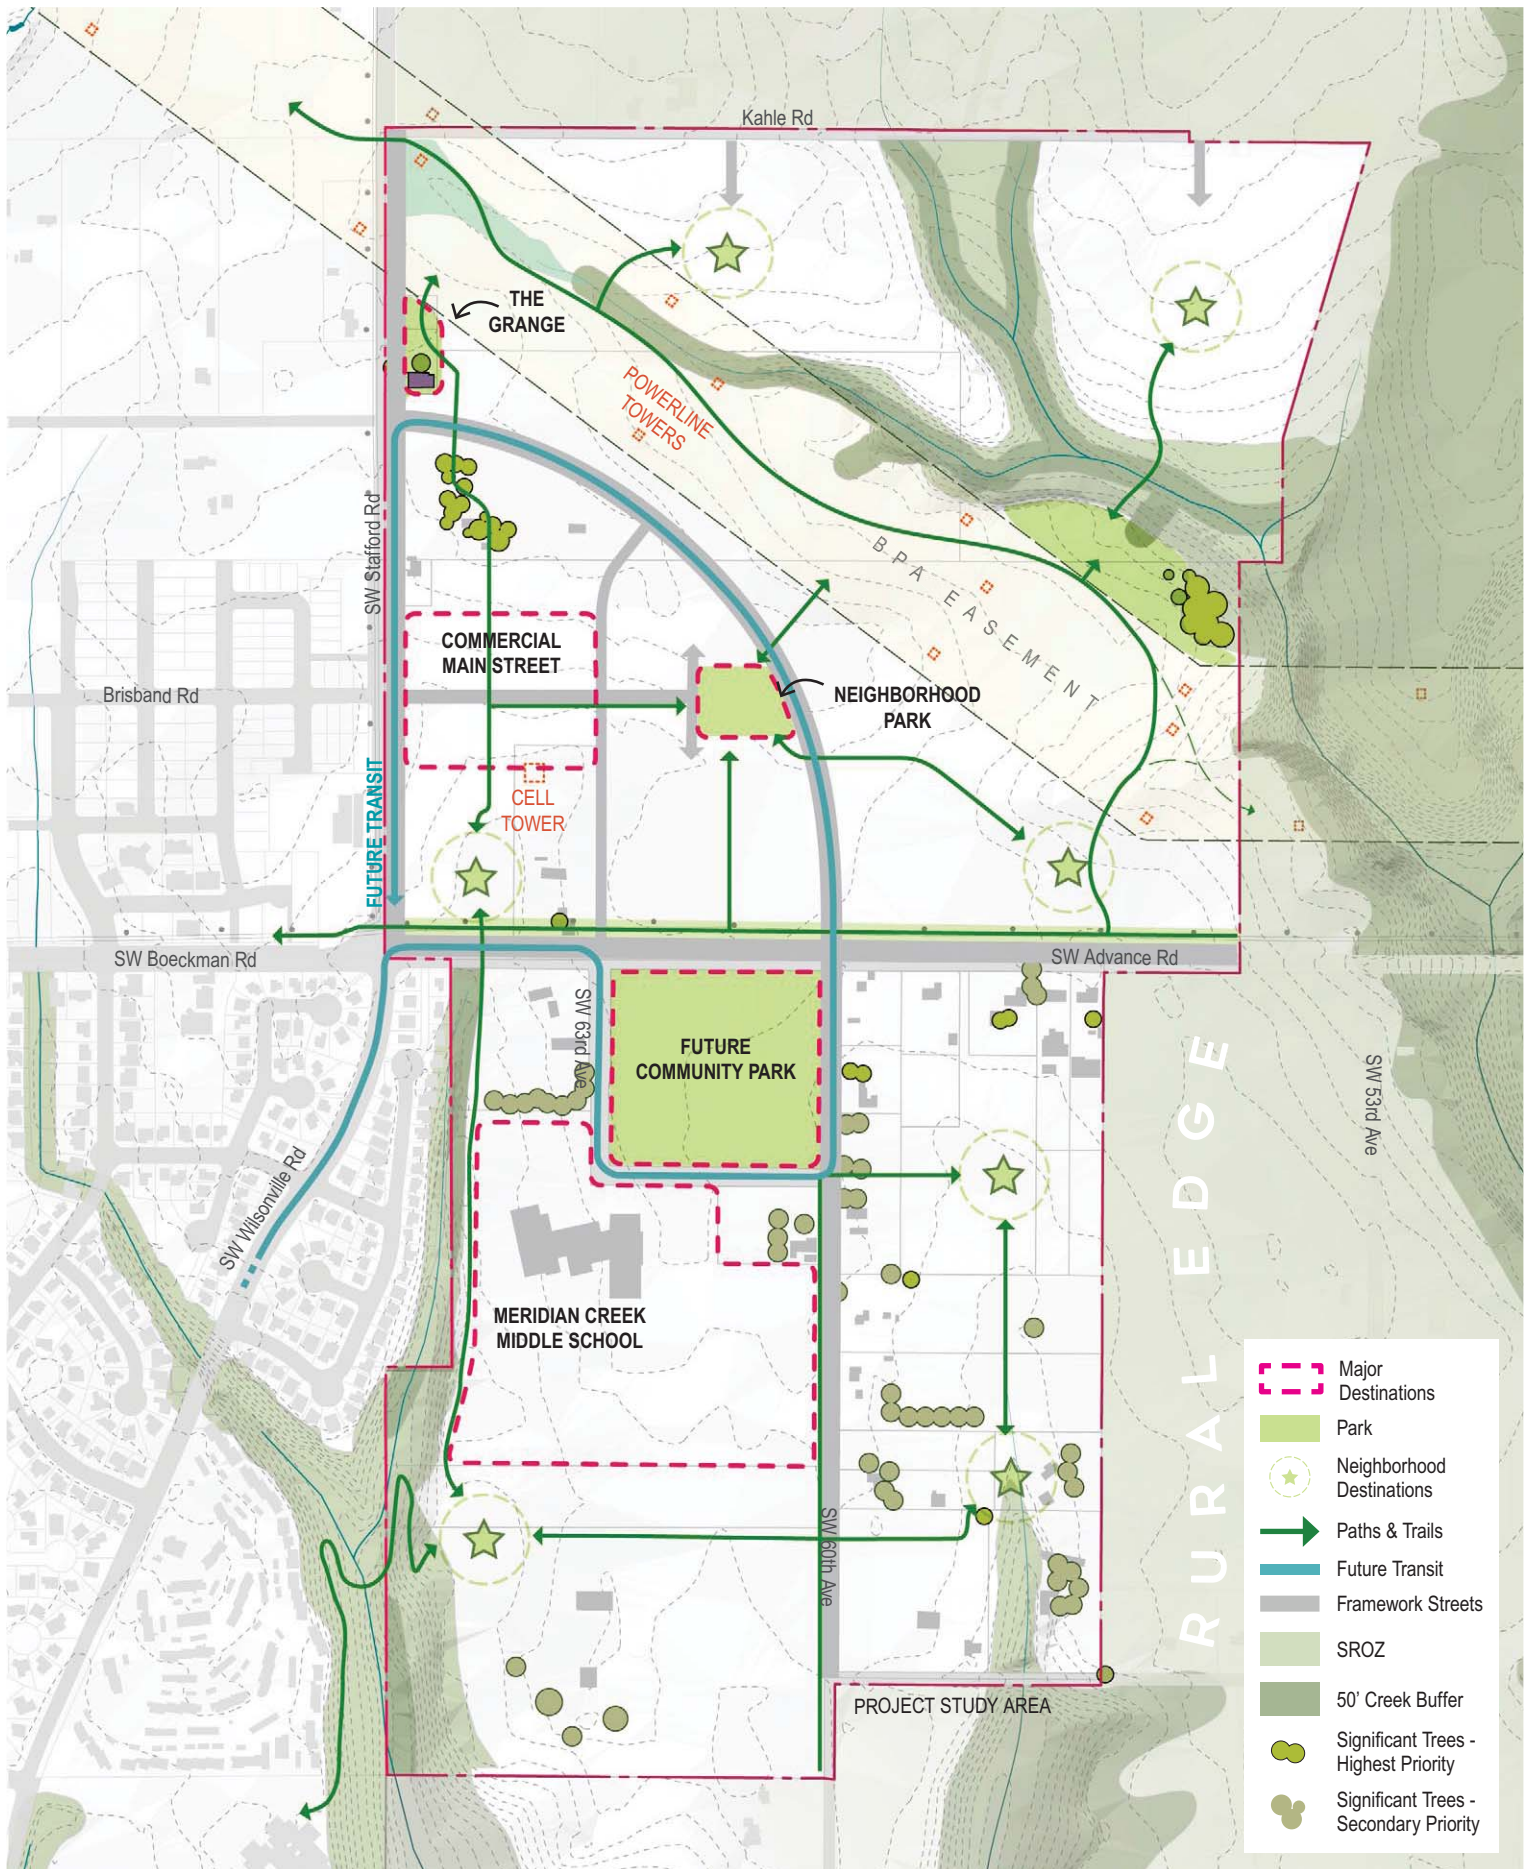 Kahle Rd
THE
GRANGE
POWERLINE
TOWERS
SW Stafford Rd
BPA EASEMENT
COMMERCIAL
MAIN STREET
Brisband Rd
NEIGHBORHOOD
PARK
FUTURE TRANSIT
CELL
TOWER
SW Boeckman Rd
SW Advance Rd
SW 63rd Ave
FUTURE
COMMUNITY PARK
SW 53rd Ave
SW Wilsonville Rd
RURAL EDGE
MERIDIAN CREEK
MIDDLE SCHOOL
SW 60th Ave
PROJECT STUDY AREA
Major
Destinations
Park
Neighborhood
Destinations
Paths & Trails
Future Transit
Framework Streets
SROZ
50' Creek Buffer
Significant Trees -
Highest Priority
Significant Trees -
Secondary Priority